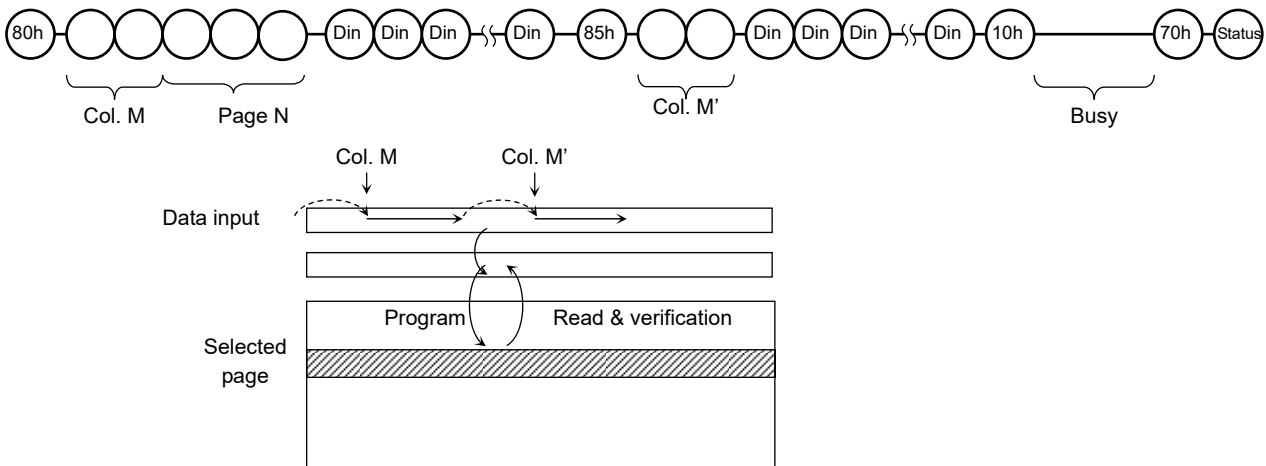 80h Din Din Din Din 85h Din Din Din Din 10h 70h Status
Col. M Page N Col. M’ Busy
Col. M Col. M’
Data input
Program Read & verification
Selected
page